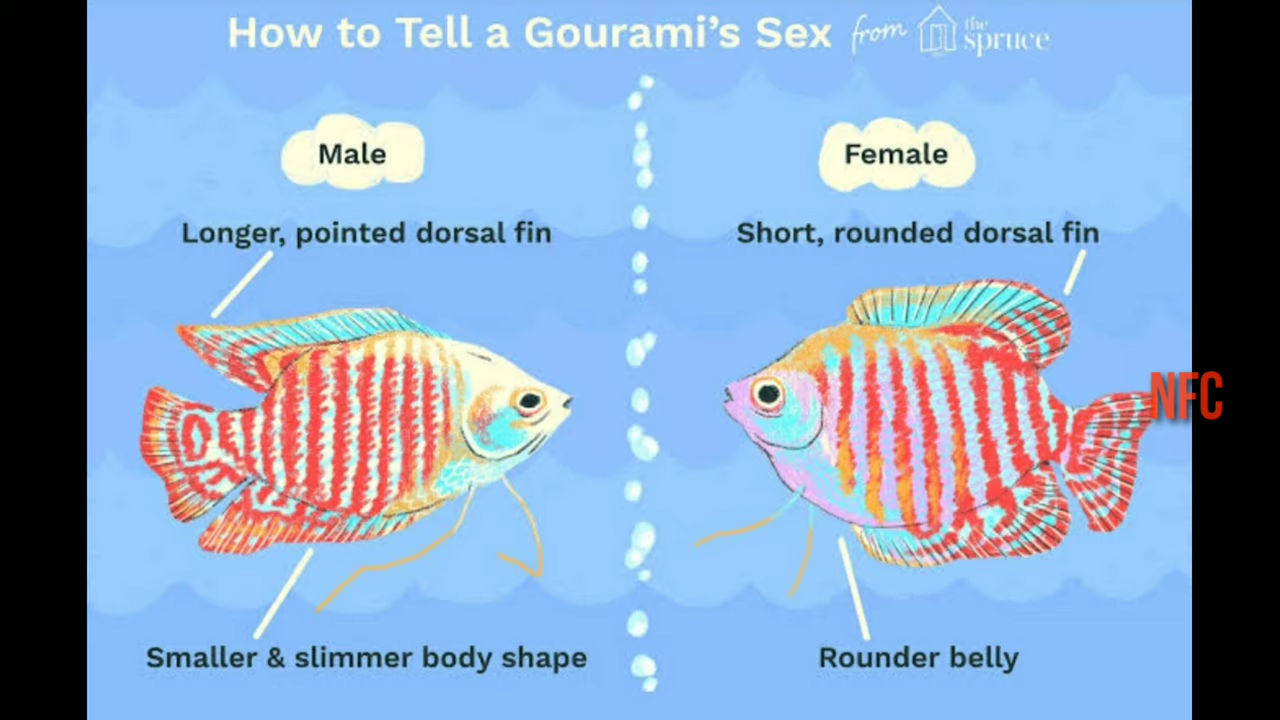 How to Tell a Gourami's Sex from the spruce
Male
Female
Longer, pointed dorsal fin
Short, rounded dorsal fin
NFC
Smaller & slimmer body shape
Rounder belly